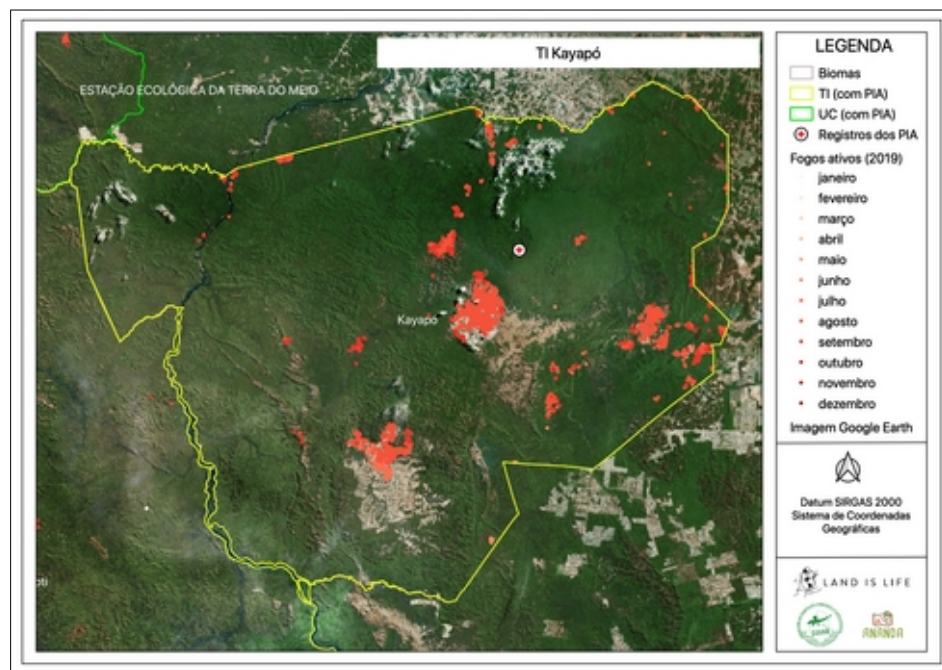 TI Kayapó
ESTAÇÃO ECOLÓGICA DA TERRA DO MEIO
Kayapó
oti
LEGENDA
Biomas
TI (com PIA)
UC (com PIA)
Registros dos PIA
Fogos ativos (2019)
janeiro
fevereiro
março
abril
maio
junho
julho
agosto
setembro
outubro
novembro
dezembro
Imagem Google Earth
Datum SIRGAS 2000
Sistema de Coordenadas
Geográficas
LAND IS LIFE
ANANDA